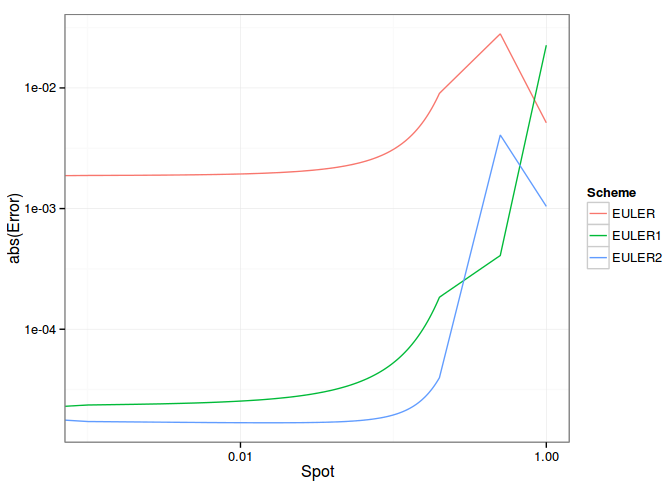 abs(Error)
1e-02
1e-03
1e-04
0.01
1.00
Spot
Scheme
EULER
EULER1
EULER2